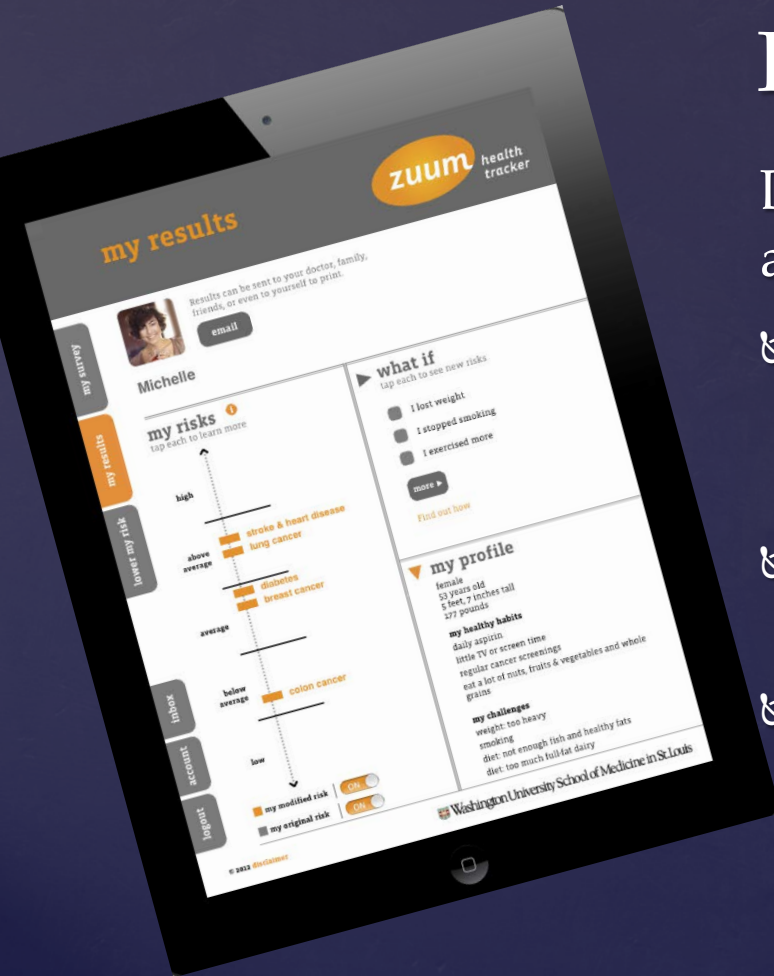 zuum health
tracker
my results
Results can be sent to your doctor, family,
friends, or even to yourself to print.
email
Michelle
my survey
my results
lower my risk
inbox
account
logout
my risks i
tap each to learn more
high
stroke & heart disease
lung cancer
above
average
diabetes
breast cancer
average
below
average
colon cancer
low
my modified risk ON
my original risk ON
© 2012 disclaimer
what if
tap each to see new risks
I lost weight
I stopped smoking
I exercised more
more
Find out how
my profile
female
53 years old
5 feet, 7 inches tall
177 pounds
my healthy habits
daily aspirin
little TV or screen time
regular cancer screenings
eat a lot of nuts, fruits & vegetables and whole
grains
my challenges
weight: too heavy
smoking
diet: not enough fish and healthy fats
diet: too much full-fat dairy
Washington University School of Medicine in St. Louis